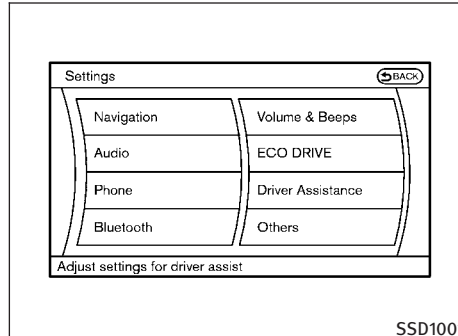 Settings
BACK
Navigation
Volume & Beeps
Audio
ECO DRIVE
Phone
Driver Assistance
Bluetooth
Others
Adjust settings for driver assist
SSD100